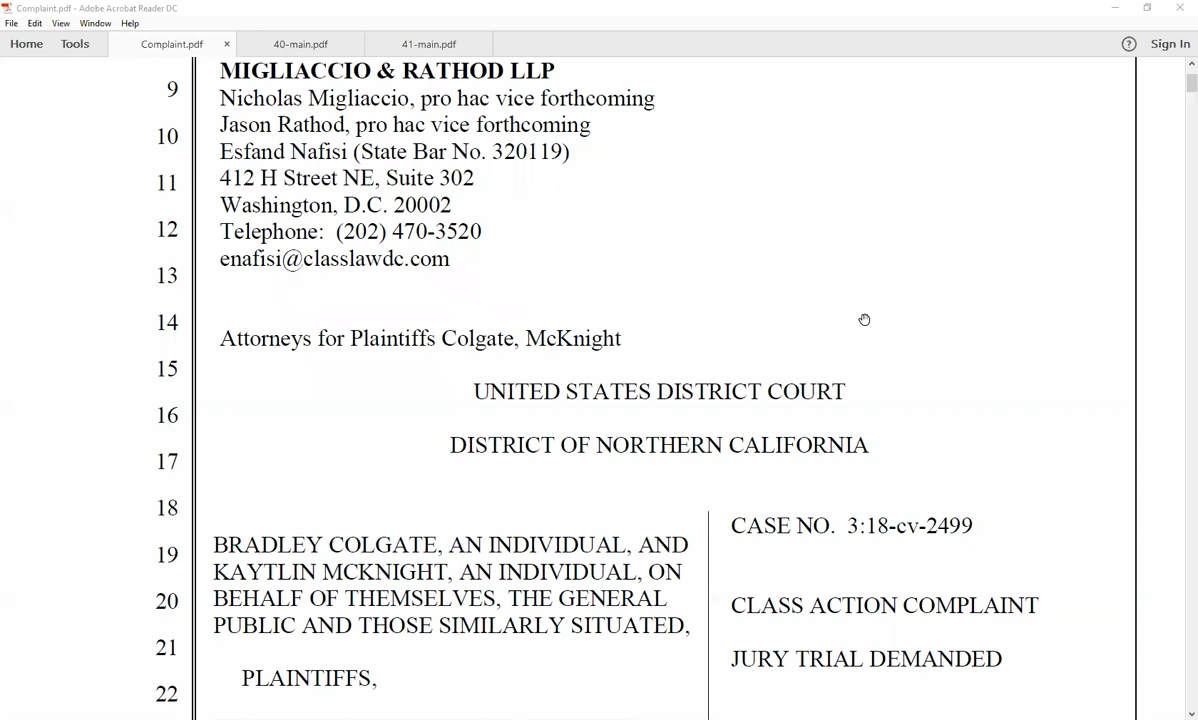 Complaint.pdf - Adobe Acrobat Reader DC
File Edit View Window Help
Home Tools Complaint.pdf × 40-main.pdf 41-main.pdf ? Sign In
MIGLIACCIO & RATHOD LLP
9
Nicholas Migliaccio, pro hac vice forthcoming
Jason Rathod, pro hac vice forthcoming
10
Esfand Nafisi (State Bar No. 320119)
412 H Street NE, Suite 302
11
Washington, D.C. 20002
Telephone: (202) 470-3520
12
enafisi@classlawdc.com
13
14
Attorneys for Plaintiffs Colgate, McKnight
15
UNITED STATES DISTRICT COURT
16
DISTRICT OF NORTHERN CALIFORNIA
17
18
BRADLEY COLGATE, AN INDIVIDUAL, AND
19
KAYTLIN MCKNIGHT, AN INDIVIDUAL, ON
BEHALF OF THEMSELVES, THE GENERAL
20
PUBLIC AND THOSE SIMILARLY SITUATED,
21
PLAINTIFFS,
22
CASE NO. 3:18-cv-2499
CLASS ACTION COMPLAINT
JURY TRIAL DEMANDED